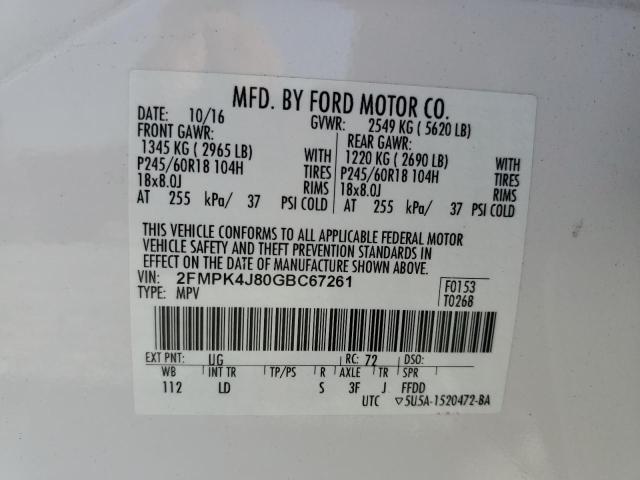 MFD. BY FORD MOTOR CO.
DATE: 10/16 GVWR: 2549 KG ( 5620 LB)
FRONT GAWR: REAR GAWR:
1345 KG ( 2965 LB) WITH 1220 KG ( 2690 LB) WITH
P245/60R18 104H TIRES P245/60R18 104H TIRES
18x8.0J RIMS 18x8.0J RIMS
AT 255 kPa/ 37 PSI COLD AT 255 kPa/ 37 PSI COLD
THIS VEHICLE CONFORMS TO ALL APPLICABLE FEDERAL MOTOR
VEHICLE SAFETY AND THEFT PREVENTION STANDARDS IN
EFFECT ON THE DATE OF MANUFACTURE SHOWN ABOVE.
VIN: 2FMPK4J80GBC67261 F0153
TYPE: MPV T0268
EXT PNT: UG RC: 72 DSO:
WB INT TR TP/PS R AXLE TR SPR
112 LD S 3F J FFDD
UTC ▽5U5A-1520472-BA